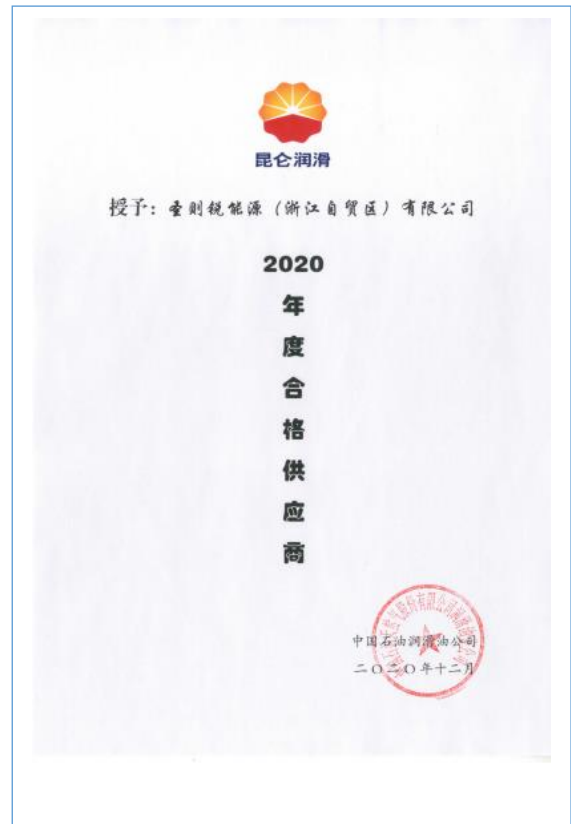 昆仑润滑
授予：圣则锐能源（浙江自贸区）有限公司
2020
年
度
合
格
供
应
商
中国石油润滑油公司
二〇二〇年十二月